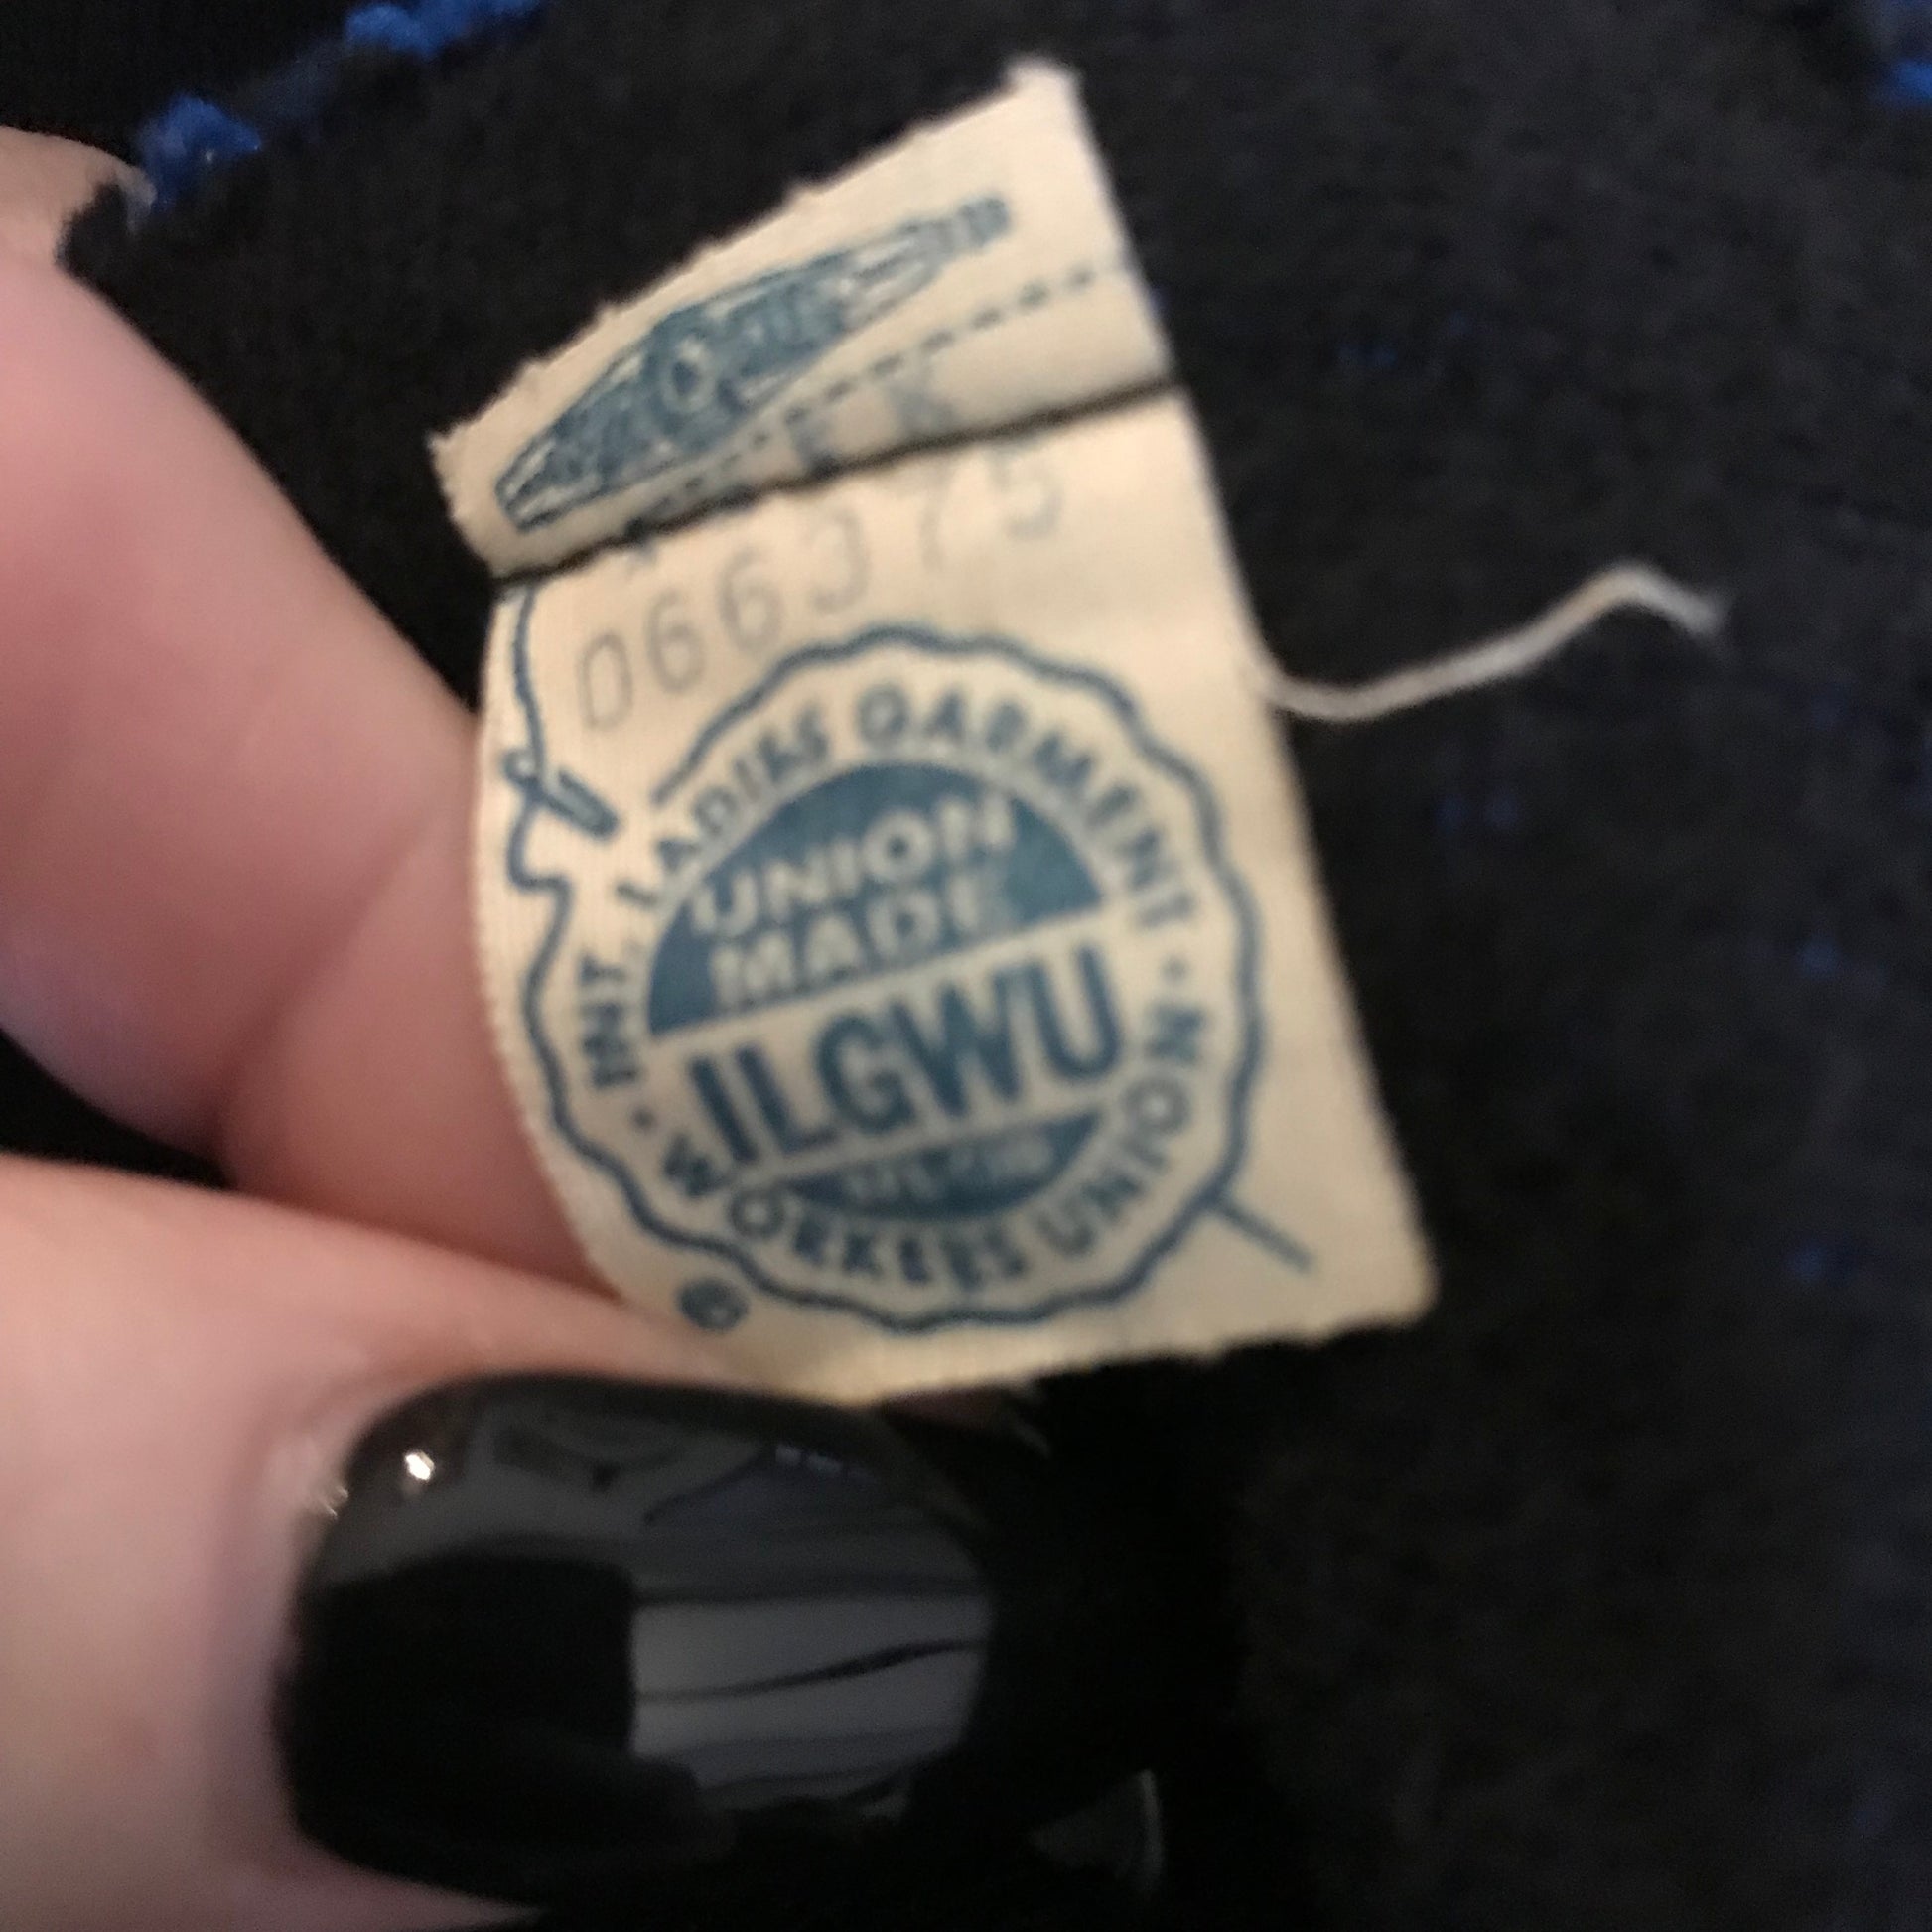 066375
INT. LADIES GARMENT
UNION
MADE
ILGWU
WORKERS UNION
®